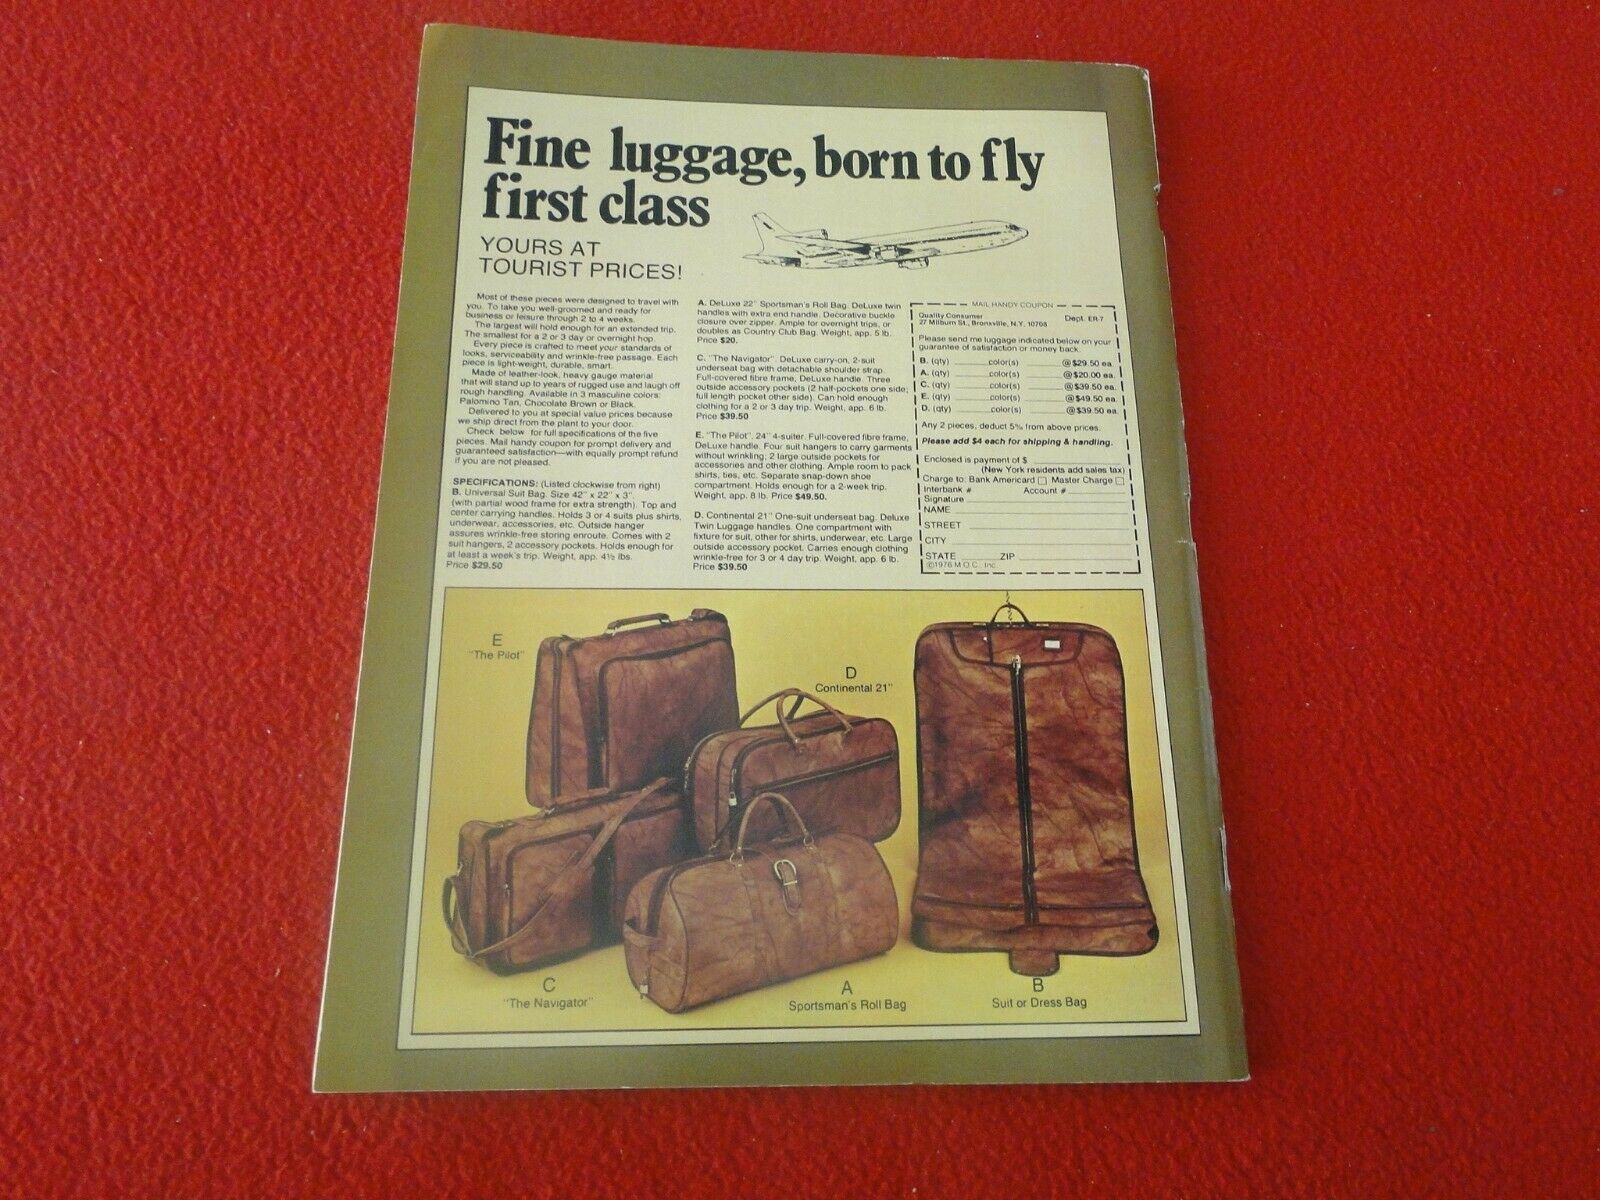 Fine luggage, born to fly
first class
YOURS AT
TOURIST PRICES!
Most of these pieces were designed to travel with
you. To take you well-groomed and ready for
business or leisure through 2 to 4 weeks.
The largest will hold enough for an extended trip.
The smallest for a 2 or 3 day or overnight hop.
Every piece is crafted to meet your standards of
looks, serviceability and wrinkle-free passage. Each
piece is light-weight, durable, smart.
Made of leather-look, heavy gauge material
that will stand up to years of rugged use and laugh off
rough handling. Available in 3 masculine colors:
Palomino Tan, Chocolate Brown or Black.
Delivered to you at special value prices because
we ship direct from the plant to your door.
Check below for full specifications of the five
pieces. Mail handy coupon for prompt delivery and
guaranteed satisfaction—with equally prompt refund
if you are not pleased.
SPECIFICATIONS: (Listed clockwise from right)
B. Universal Suit Bag. Size 42" x 22" x 3".
(with partial wood frame for extra strength). Top and
center carrying handles. Holds 3 or 4 suits plus shirts,
underwear, accessories, etc. Outside hanger
assures wrinkle-free storing enroute. Comes with 2
suit hangers, 2 accessory pockets. Holds enough for
at least a week's trip. Weight, app. 4½ lbs.
Price $29.50
A. DeLuxe 22" Sportsman's Roll Bag. DeLuxe twin
handles with extra end handle. Decorative buckle
closure over zipper. Ample for overnight trips, or
doubles as Country Club Bag. Weight, app. 5 lb.
Price $20.
C. "The Navigator". DeLuxe carry-on, 2-suit
underseat bag with detachable shoulder strap.
Full-covered fibre frame, DeLuxe handle. Three
outside accessory pockets (2 half-pockets one side;
full length pocket other side). Can hold enough
clothing for a 2 or 3 day trip. Weight, app. 6 lb.
Price $39.50
E. "The Pilot". 24" 4-suiter. Full-covered fibre frame,
DeLuxe handle. Four suit hangers to carry garments
without wrinkling; 2 large outside pockets for
accessories and other clothing. Ample room to pack
shirts, ties, etc. Separate snap-down shoe
compartment. Holds enough for a 2-week trip.
Weight, app. 8 lb. Price $49.50.
D. Continental 21" One-suit underseat bag. Deluxe
Twin Luggage handles. One compartment with
fixture for suit, other for shirts, underwear, etc. Large
outside accessory pocket. Carries enough clothing
wrinkle-free for 3 or 4 day trip. Weight, app. 6 lb.
Price $39.50
MAIL HANDY COUPON
Quality Consumer Dept. ER-7
27 Milburn St., Bronxville, N.Y. 10708
Please send me luggage indicated below on your
guarantee of satisfaction or money back.
B. (qty) color(s) @ $29.50 ea.
A. (qty) color(s) @ $20.00 ea.
C. (qty) color(s) @ $39.50 ea.
E. (qty) color(s) @ $49.50 ea.
D. (qty) color(s) @ $39.50 ea.
Any 2 pieces, deduct 5% from above prices.
Please add $4 each for shipping & handling.
Enclosed is payment of $
(New York residents add sales tax)
Charge to: Bank Americard Master Charge
Interbank # Account #
Signature
NAME
STREET
CITY
STATE ZIP
©1976 M.O.C., Inc.
E
"The Pilot"
D
Continental 21"
C
"The Navigator"
A
Sportsman's Roll Bag
B
Suit or Dress Bag